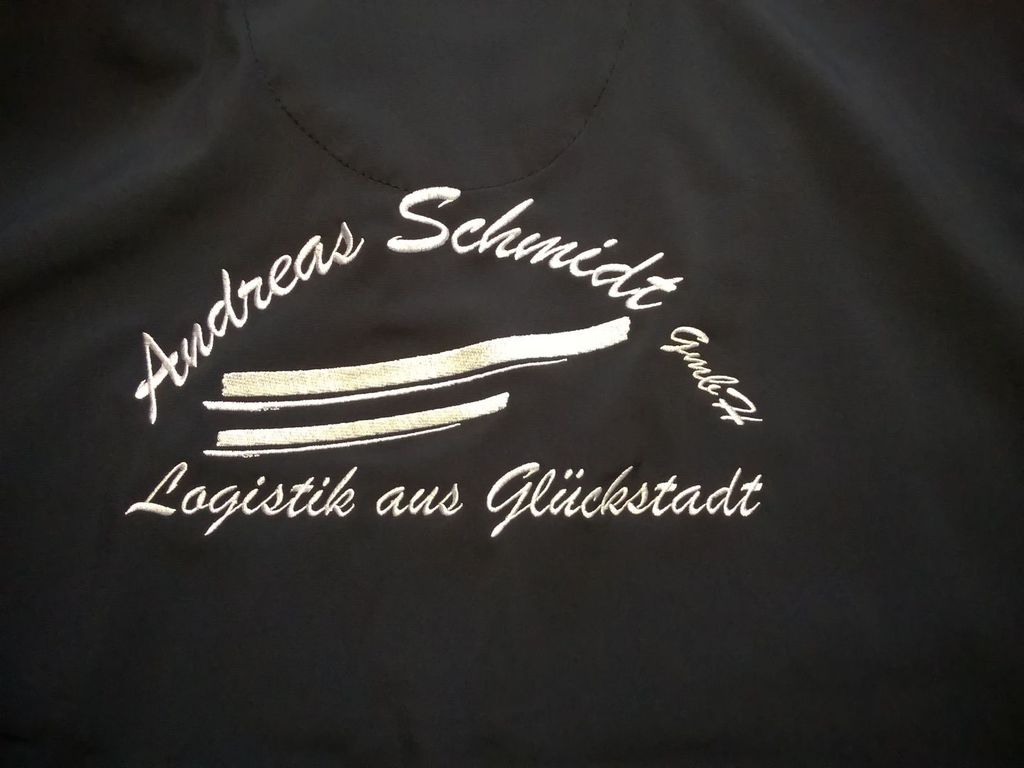 Andreas Schmidt GmbH
Logistik aus Glückstadt